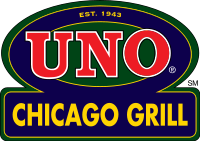 EST. 1943
UNO®
SM
CHICAGO GRILL